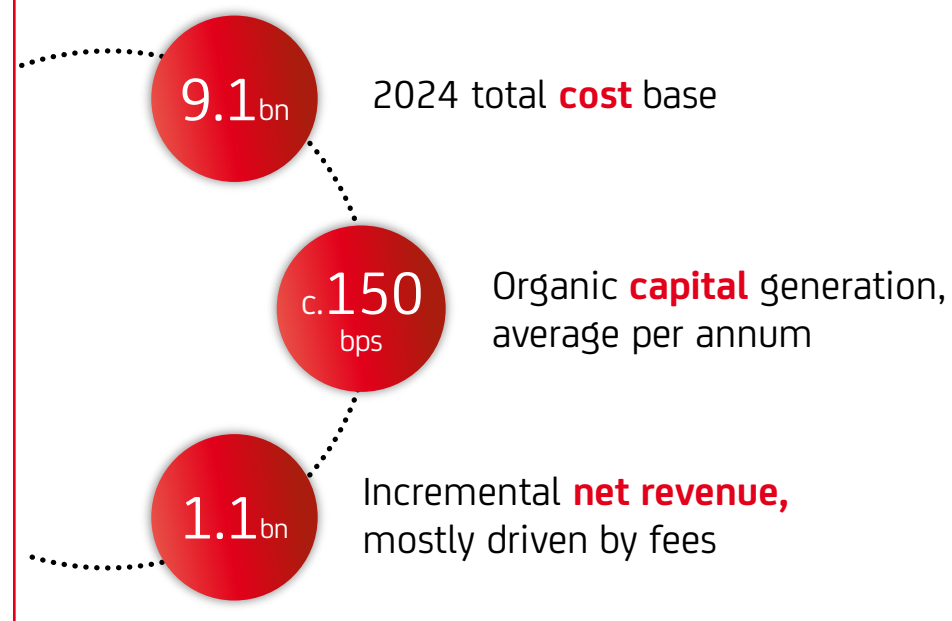 9.1bn
2024 total cost base
c.150
bps
Organic capital generation,
average per annum
1.1bn
Incremental net revenue,
mostly driven by fees